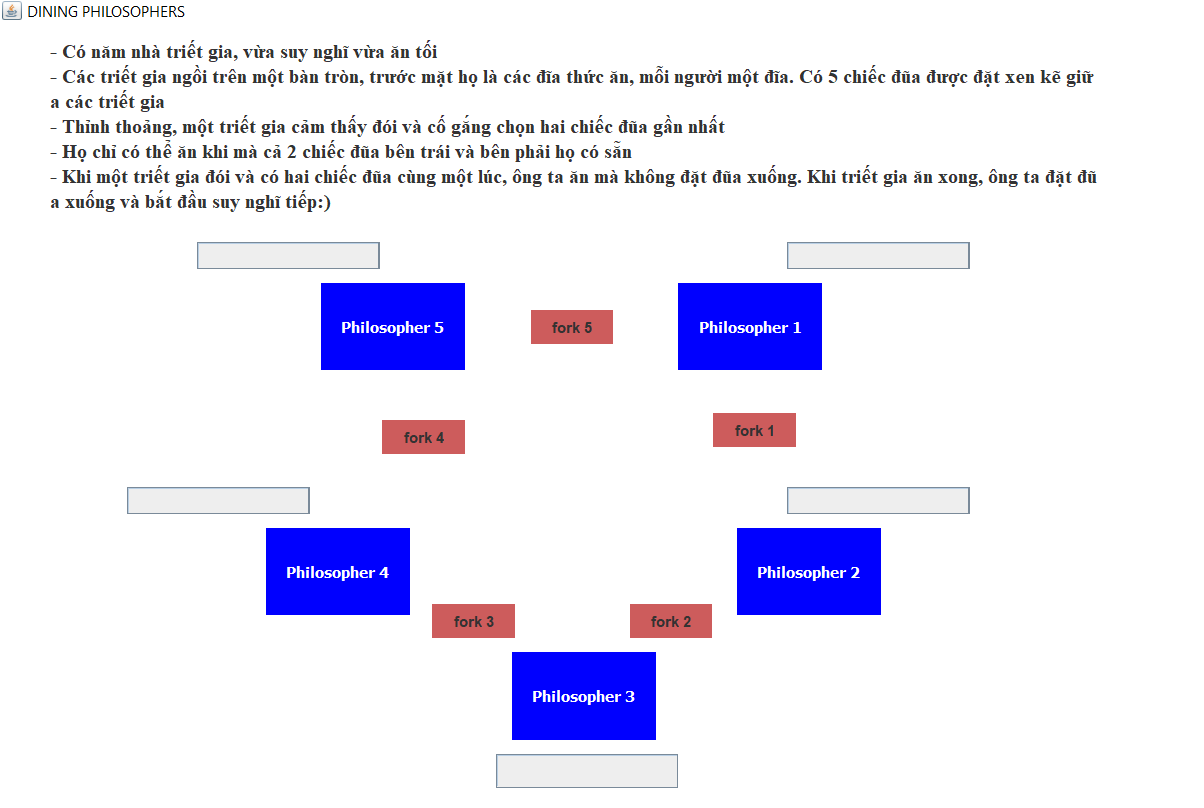 DINING PHILOSOPHERS
- Có năm nhà triết gia, vừa suy nghĩ vừa ăn tối
- Các triết gia ngồi trên một bàn tròn, trước mặt họ là các đĩa thức ăn, mỗi người một đĩa. Có 5 chiếc đũa được đặt xen kẽ giữ
a các triết gia
- Thỉnh thoảng, một triết gia cảm thấy đói và cố gắng chọn hai chiếc đũa gần nhất
- Họ chỉ có thể ăn khi mà cả 2 chiếc đũa bên trái và bên phải họ có sẵn
- Khi một triết gia đói và có hai chiếc đũa cùng một lúc, ông ta ăn mà không đặt đũa xuống. Khi triết gia ăn xong, ông ta đặt đũ
a xuống và bắt đầu suy nghĩ tiếp:)
Philosopher 5
fork 5
Philosopher 1
fork 4
fork 1
Philosopher 4
Philosopher 2
fork 3
fork 2
Philosopher 3